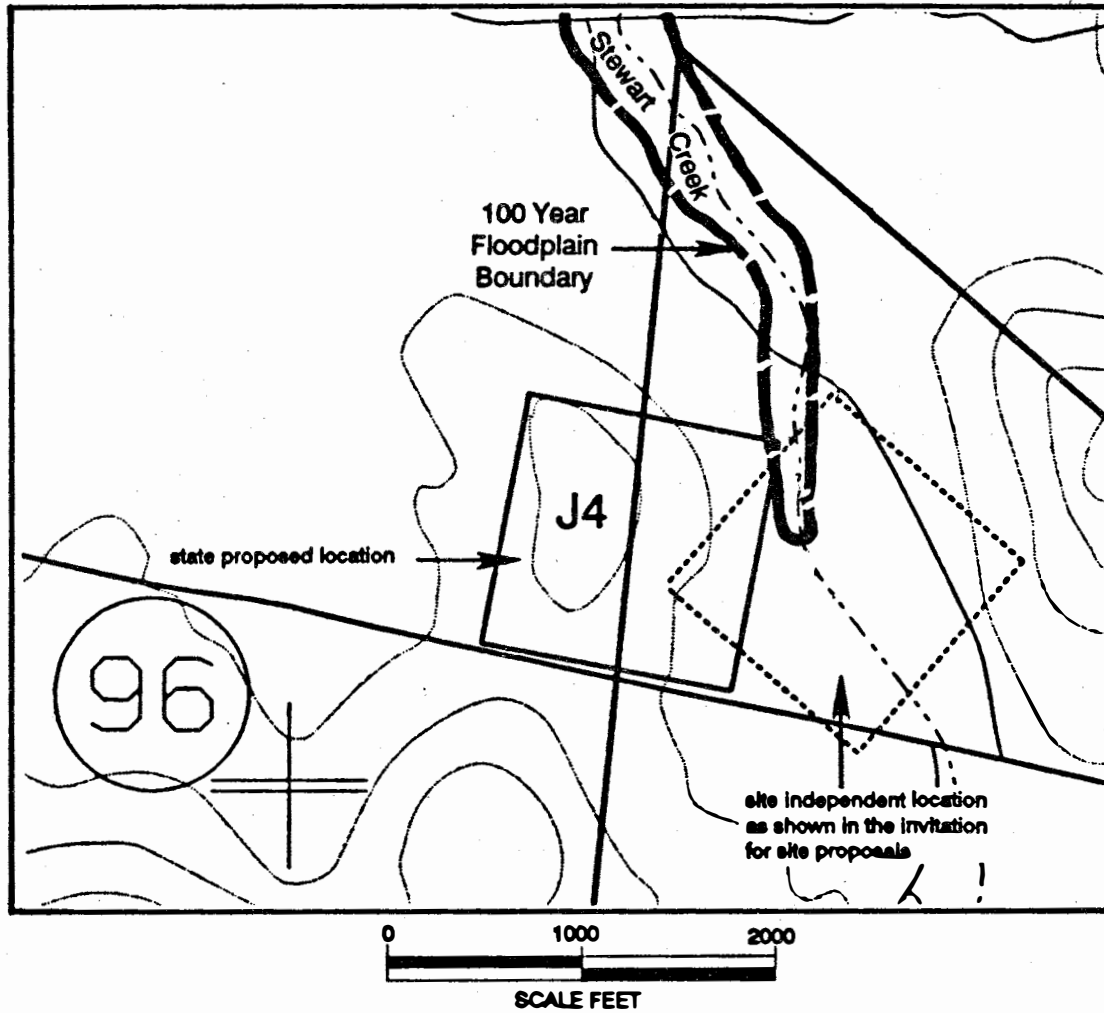 Stewart
Creek
100 Year
Floodplain
Boundary
J4
state proposed location
96
site independent location
as shown in the invitation
for site proposals
0 1000 2000
SCALE FEET